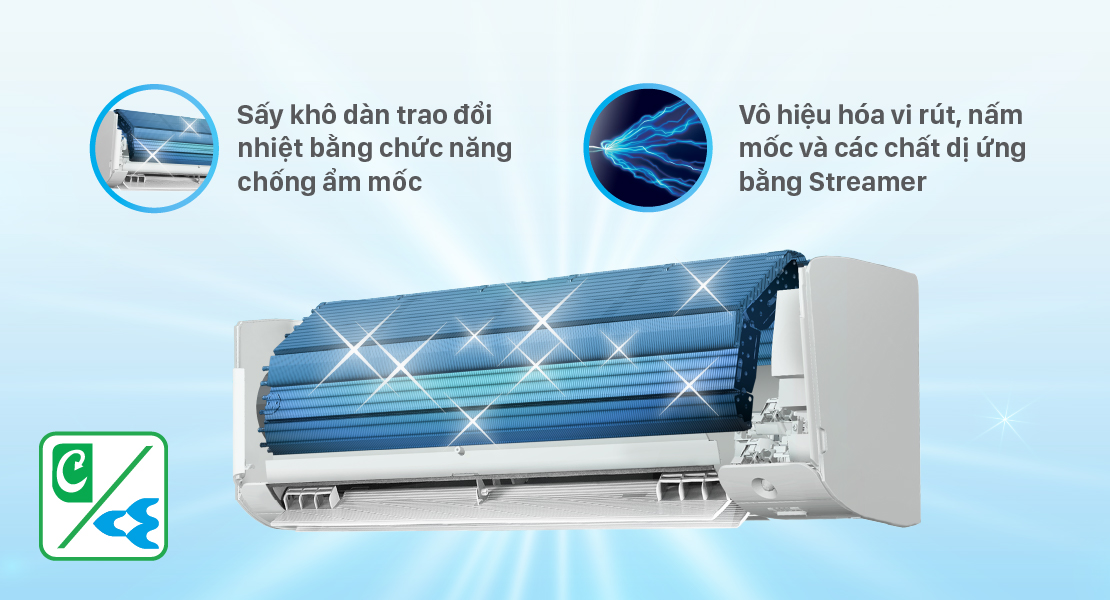 Sấy khô dàn trao đổi
nhiệt bằng chức năng
chống ẩm mốc
Vô hiệu hóa vi rút, nấm
mốc và các chất dị ứng
bằng Streamer